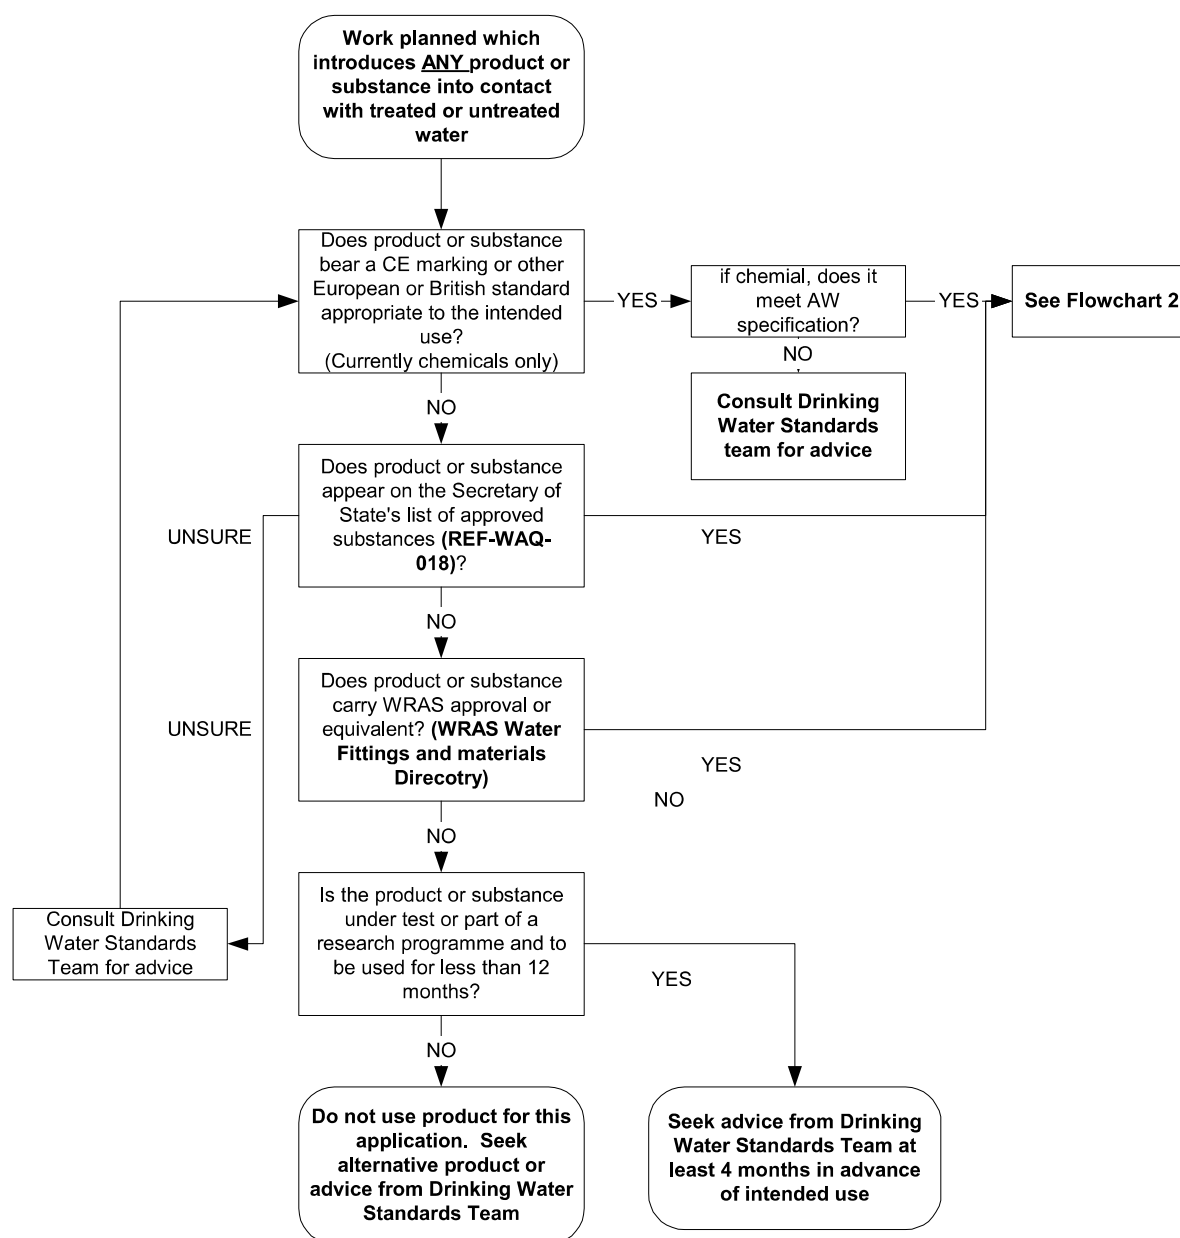 Work planned which
introduces ANY product or
substance into contact
with treated or untreated
water
Does product or substance
bear a CE marking or other
European or British standard
appropriate to the intended
use?
(Currently chemicals only)
YES
if chemial, does it
meet AW
specification?
YES
See Flowchart 2
NO
Consult Drinking
Water Standards
team for advice
NO
Does product or substance
appear on the Secretary of
State's list of approved
substances (REF-WAQ-
018)?
UNSURE
YES
NO
Does product or substance
carry WRAS approval or
equivalent? (WRAS Water
Fittings and materials
Direcotry)
UNSURE
YES
NO
NO
Is the product or substance
under test or part of a
research programme and to
be used for less than 12
months?
Consult Drinking
Water Standards
Team for advice
YES
NO
Do not use product for this
application. Seek
alternative product or
advice from Drinking Water
Standards Team
Seek advice from Drinking
Water Standards Team at
least 4 months in advance
of intended use